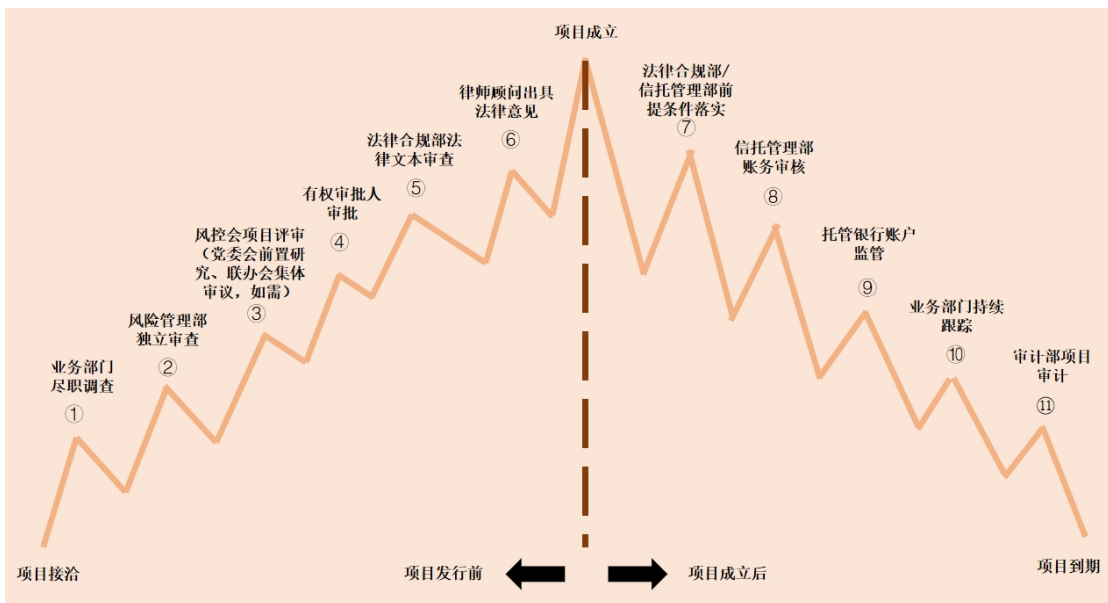 项目接洽
业务部门
尽职调查
①
风险管理部
独立审查
②
风控会项目评审
（党委会前置研
究、联办会集体
审议，如需）
③
有权审批人
审批
④
法律合规部法
律文本审查
⑤
律师顾问出具
法律意见
⑥
项目成立
法律合规部/
信托管理部前
提条件落实
⑦
信托管理部
账务审核
⑧
托管银行账户
监管
⑨
业务部门持续
跟踪
⑩
审计部项目
审计
⑪
项目发行前
项目成立后
项目到期